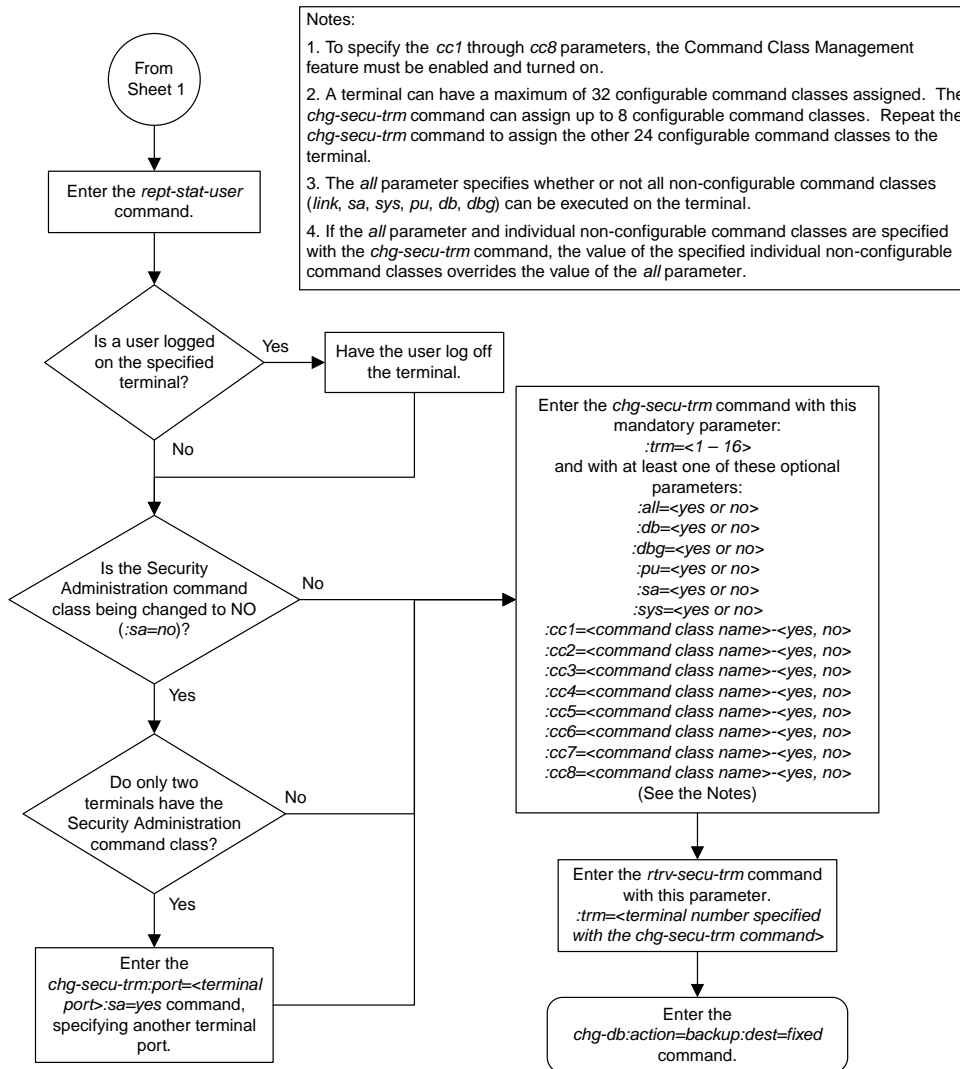 Notes:
1. To specify the cc1 through cc8 parameters, the Command Class Management
feature must be enabled and turned on.
2. A terminal can have a maximum of 32 configurable command classes assigned. The
chg-secu-trm command can assign up to 8 configurable command classes. Repeat the
chg-secu-trm command to assign the other 24 configurable command classes to the
terminal.
3. The all parameter specifies whether or not all non-configurable command classes
(link, sa, sys, pu, db, dbg) can be executed on the terminal.
4. If the all parameter and individual non-configurable command classes are specified
with the chg-secu-trm command, the value of the specified individual non-configurable
command classes overrides the value of the all parameter.
From
Sheet 1
Enter the rept-stat-user
command.
Is a user logged
on the specified
terminal?
Yes
Have the user log off
the terminal.
No
Is the Security
Administration command
class being changed to NO
(:sa=no)?
No
Yes
Do only two
terminals have the
Security Administration
command class?
No
Yes
Enter the
chg-secu-trm:port=<terminal
port>:sa=yes command,
specifying another terminal
port.
Enter the chg-secu-trm command with this
mandatory parameter:
:trm=<1 – 16>
and with at least one of these optional
parameters:
:all=<yes or no>
:db=<yes or no>
:dbg=<yes or no>
:pu=<yes or no>
:sa=<yes or no>
:sys=<yes or no>
:cc1=<command class name>-<yes, no>
:cc2=<command class name>-<yes, no>
:cc3=<command class name>-<yes, no>
:cc4=<command class name>-<yes, no>
:cc5=<command class name>-<yes, no>
:cc6=<command class name>-<yes, no>
:cc7=<command class name>-<yes, no>
:cc8=<command class name>-<yes, no>
(See the Notes)
Enter the rtrv-secu-trm command
with this parameter.
:trm=<terminal number specified
with the chg-secu-trm command>
Enter the
chg-db:action=backup:dest=fixed
command.